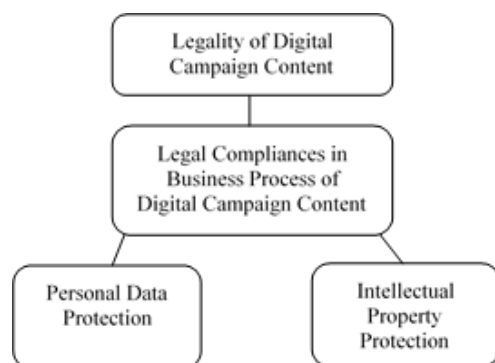 Legality of Digital
Campaign Content
Legal Compliances in
Business Process of
Digital Campaign Content
Personal Data
Protection
Intellectual
Property
Protection